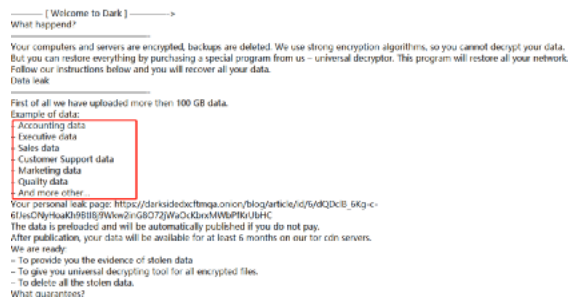 ----------- [ Welcome to Dark ] ------------->
What happend?
----------------------------------------------
Your computers and servers are encrypted, backups are deleted. We use strong encryption algorithms, so you cannot decrypt your data.
But you can restore everything by purchasing a special program from us – universal decryptor. This program will restore all your network.
Follow our instructions below and you will recover all your data.
Data leak
----------------------------------------------
First of all we have uploaded more then 100 GB data.
Example of data:
- Accounting data
- Executive data
- Sales data
- Customer Support data
- Marketing data
- Quality data
- And more other...
Your personal leak page:
The data is preloaded and will be automatically published if you do not pay.
After publication, your data will be available for at least 6 months on our tor cdn servers.
We are ready:
– To provide you the evidence of stolen data
– To give you universal decrypting tool for all encrypted files.
– To delete all the stolen data.
What guarantees?